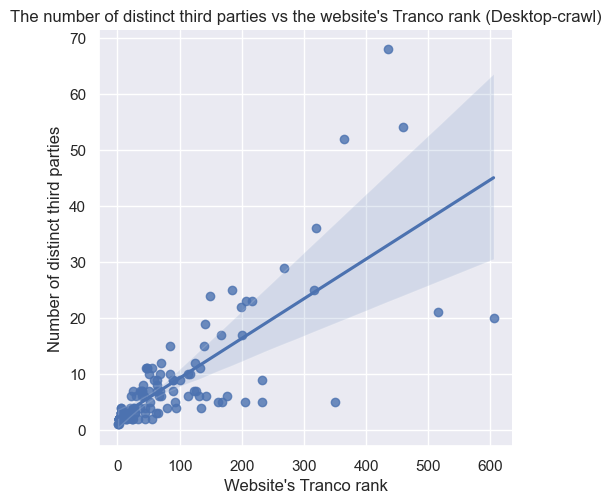 The number of distinct third parties vs the website's Tranco rank (Desktop-crawl)
70
60
50
40
30
20
10
0
Number of distinct third parties
0 100 200 300 400 500 600
Website's Tranco rank